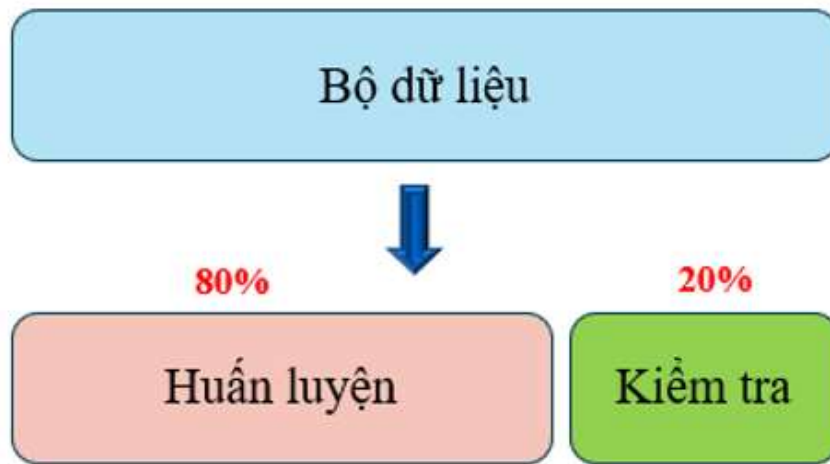 Bộ dữ liệu
80%
20%
Huấn luyện
Kiểm tra